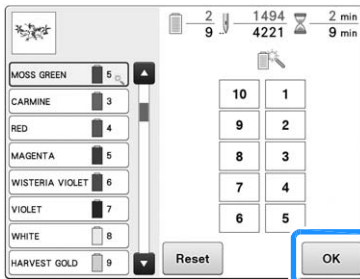 2 1494 2 min
9 4221 9 min
MOSS GREEN 5
CARMINE 3
RED 4
MAGENTA 5
WISTERIA VIOLET 6
VIOLET 7
WHITE 8
HARVEST GOLD 9
10 1
9 2
8 3
7 4
6 5
Reset OK